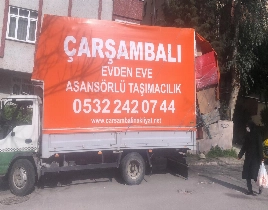 ÇARŞAMBALI
EVDEN EVE
ASANSÖRLÜ TAŞIMACILIK
0532 242 07 44
www.carsambalinakliyat.net